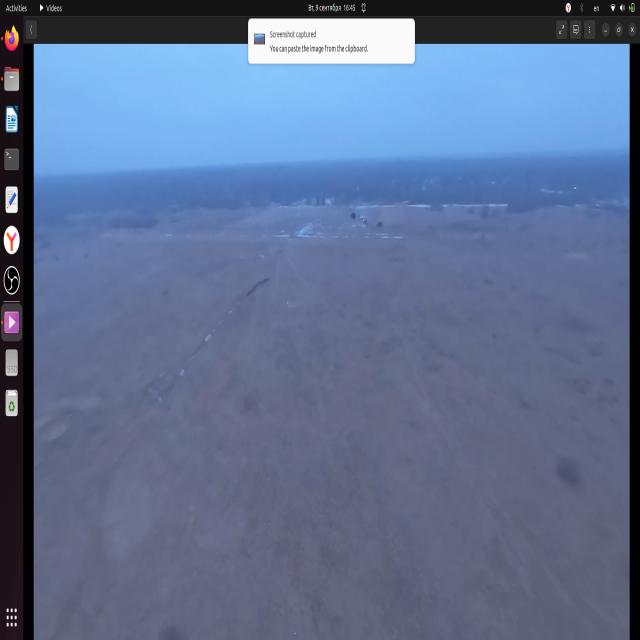 Activities Videos Вт, 9 сентября 16:45 en
Screenshot captured
You can paste the image from the clipboard.